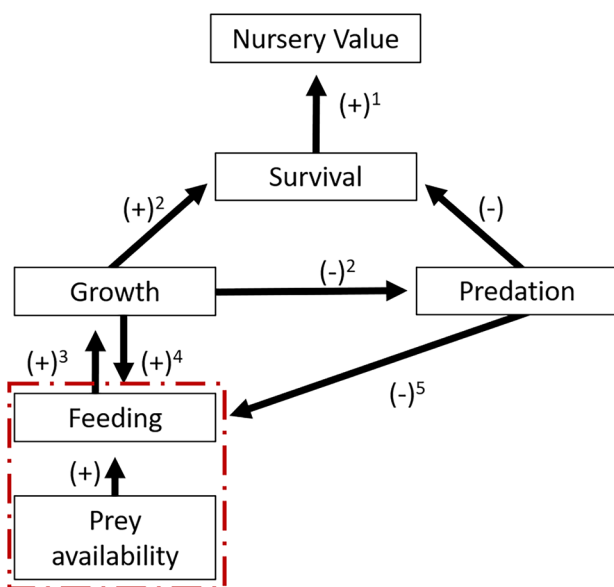 Nursery Value
(+)1
Survival
(+)2
(-)
Growth
(-)2
Predation
(+)3
(+)4
(-)5
Feeding
(+)
Prey
availability